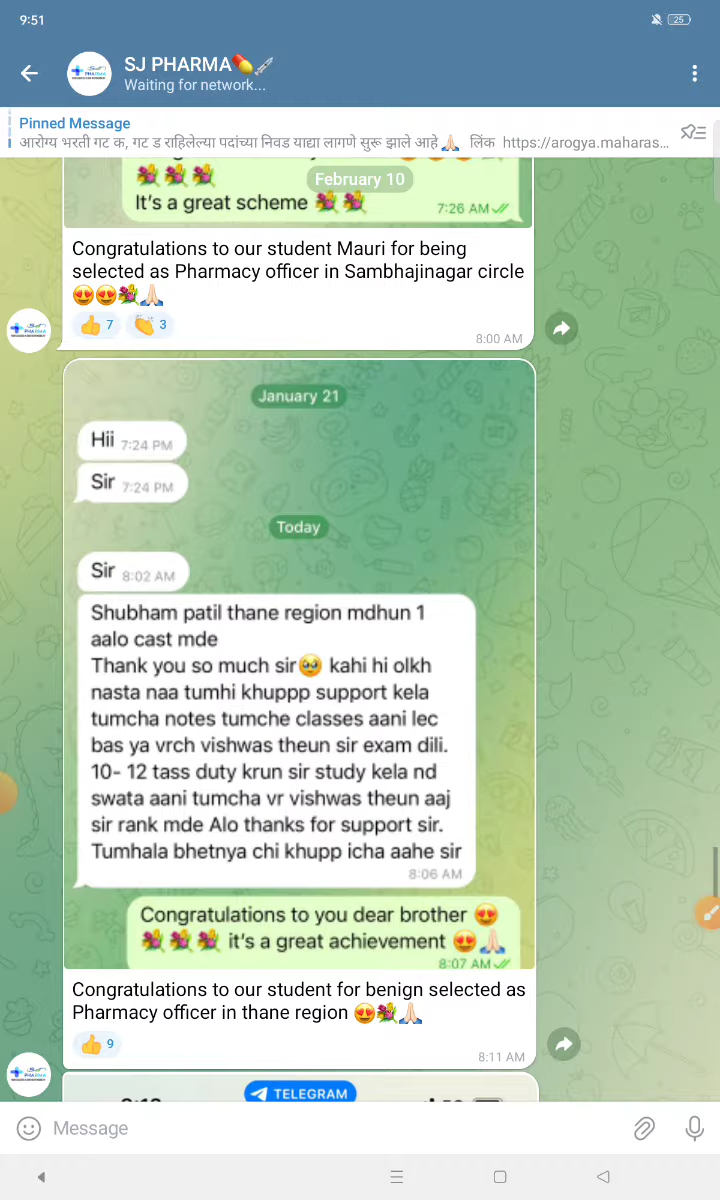 9:51
25
SJ PHARMA💊💉
Waiting for network...
Pinned Message
आरोग्य भरती गट क, गट ड राहिलेल्या पदांच्या निवड याद्या लागणे सुरू झाले आहे🙏🏻 लिंक https://arogya.maharas...
February 10
💐💐💐
It's a great scheme 💐💐
7:26 AM
Congratulations to our student Mauri for being
selected as Pharmacy officer in Sambhajinagar circle
😍😍💐🙏🏻
👍 7 👏 3
8:00 AM
January 21
Hii 7:24 PM
Sir 7:24 PM
Today
Sir 8:02 AM
Shubham patil thane region mdhun 1
aalo cast mde
Thank you so much sir🥹 kahi hi olkh
nasta naa tumhi khuppp support kela
tumcha notes tumche classes aani lec
bas ya vrch vishwas theun sir exam dili.
10- 12 tass duty krun sir study kela nd
swata aani tumcha vr vishwas theun aaj
sir rank mde Alo thanks for support sir.
Tumhala bhetnya chi khupp icha aahe sir
8:06 AM
Congratulations to you dear brother 😍
💐💐💐 it's a great achievement 😍🙏🏻
8:07 AM
Congratulations to our student for benign selected as
Pharmacy officer in thane region 😍💐🙏🏻
👍 9
8:11 AM
TELEGRAM
Message